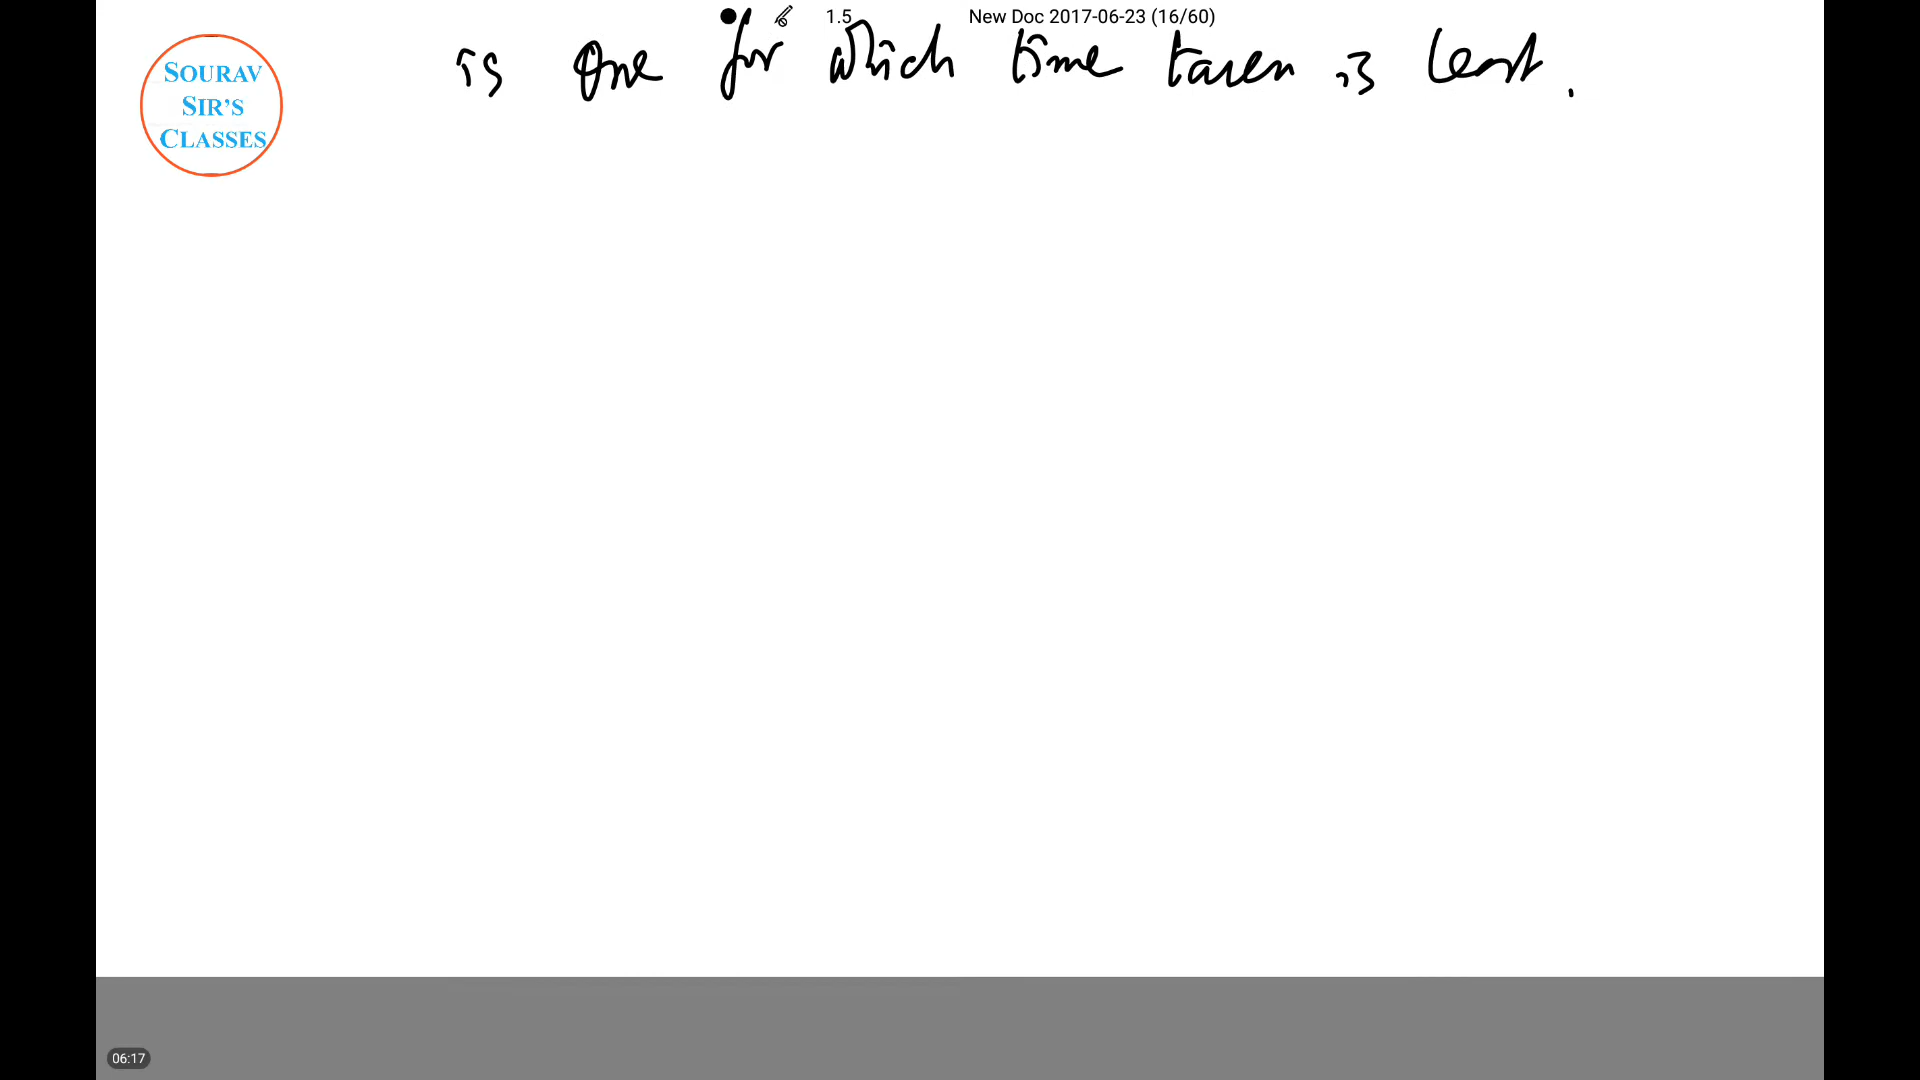 1.5 New Doc 2017-06-23 (16/60)
is one for which time taken is least.
SOURAV
SIR'S
CLASSES
06:17